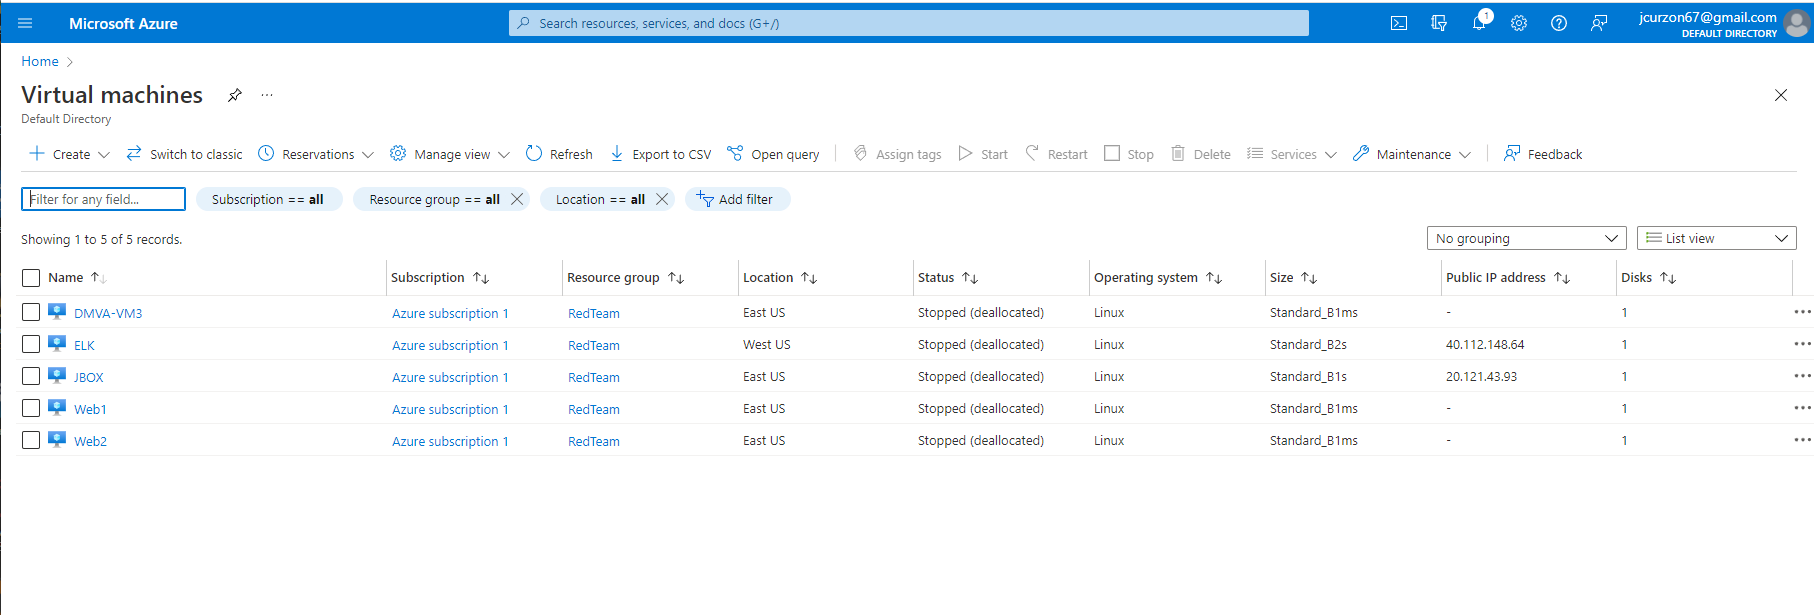 Microsoft Azure
Search resources, services, and docs (G+/)
1
jcurzon67@gmail.com
DEFAULT DIRECTORY
Home
Virtual machines
Default Directory
Create Switch to classic Reservations Manage view Refresh Export to CSV Open query Assign tags Start Restart Stop Delete Services Maintenance Feedback
Filter for any field... Subscription == all Resource group == all Location == all Add filter
Showing 1 to 5 of 5 records. No grouping List view
Name Subscription Resource group Location Status Operating system Size Public IP address Disks
DMVA-VM3 Azure subscription 1 RedTeam East US Stopped (deallocated) Linux Standard_B1ms - 1
ELK Azure subscription 1 RedTeam West US Stopped (deallocated) Linux Standard_B2s 40.112.148.64 1
JBOX Azure subscription 1 RedTeam East US Stopped (deallocated) Linux Standard_B1s 20.121.43.93 1
Web1 Azure subscription 1 RedTeam East US Stopped (deallocated) Linux Standard_B1ms - 1
Web2 Azure subscription 1 RedTeam East US Stopped (deallocated) Linux Standard_B1ms - 1